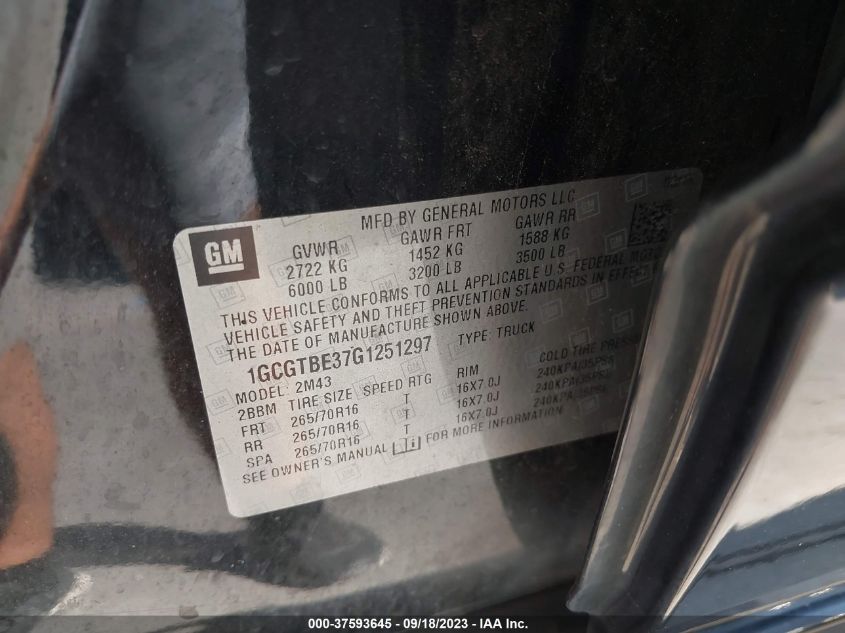 MFD BY GENERAL MOTORS LLC
GM GVWR GAWR FRT GAWR RR
2722 KG 1452 KG 1588 KG
6000 LB 3200 LB 3500 LB
THIS VEHICLE CONFORMS TO ALL APPLICABLE U.S. FEDERAL
VEHICLE SAFETY AND THEFT PREVENTION STANDARDS IN EFFECT
THE DATE OF MANUFACTURE SHOWN ABOVE.
1GCGTBE37G1251297 TYPE: TRUCK
MODEL: 2M43
2BBM TIRE SIZE SPEED RTG RIM COLD TIRE
FRT 265/70R16 T 16X7.0J 240KPA/35PSI
RR 265/70R16 T 16X7.0J 240KPA/35PSI
SPA 265/70R16 T 16X7.0J 240KPA/35PSI
SEE OWNER'S MANUAL FOR MORE INFORMATION
000-37593645 - 09/18/2023 - IAA Inc.